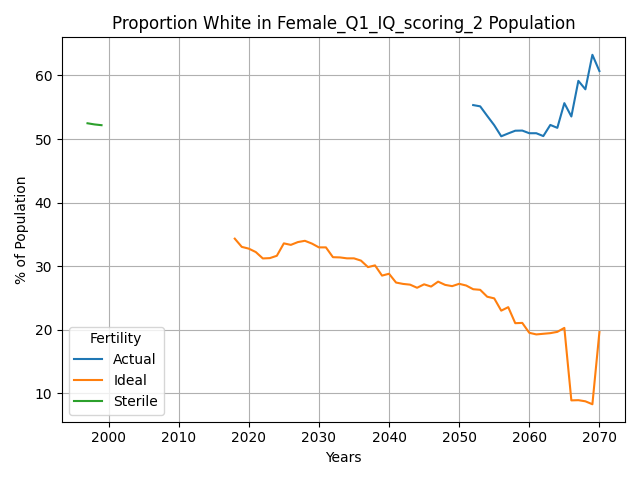 Proportion White in Female_Q1_IQ_scoring_2 Population
% of Population
60
50
40
30
20
10
Fertility
Actual
Ideal
Sterile
2000 2010 2020 2030 2040 2050 2060 2070
Years